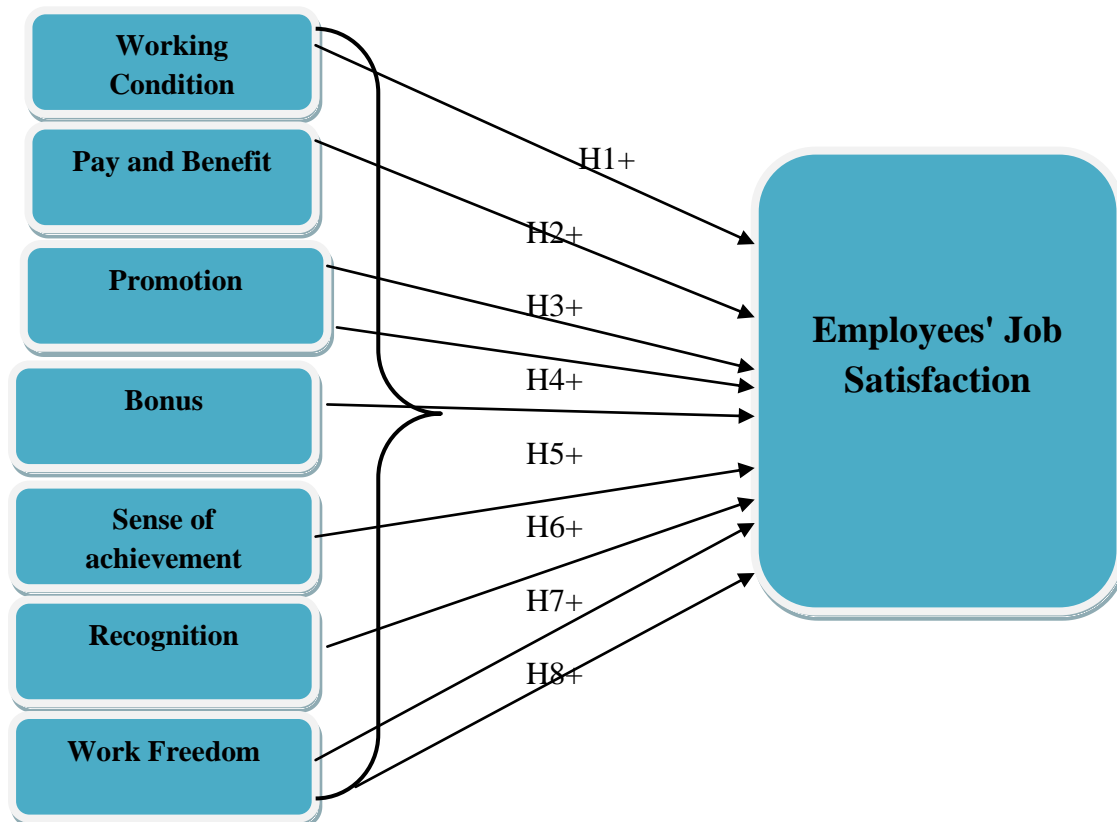 Working
Condition
Pay and Benefit
Promotion
Bonus
Sense of
achievement
Recognition
Work Freedom
H1+
H2+
H3+
H4+
H5+
H6+
H7+
H8+
Employees' Job
Satisfaction